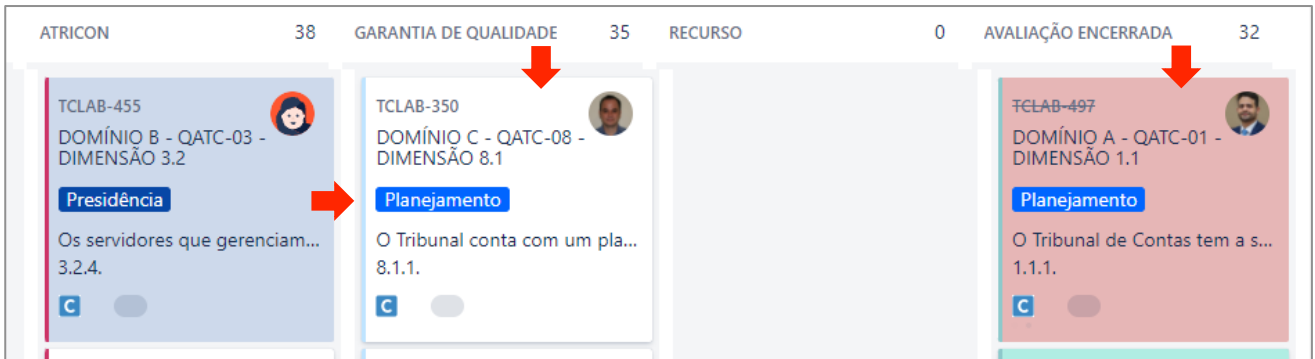 ATRICON 38
GARANTIA DE QUALIDADE 35
RECURSO 0
AVALIAÇÃO ENCERRADA 32
TCLAB-455
DOMÍNIO B - QATC-03 -
DIMENSÃO 3.2
Presidência
Os servidores que gerenciam...
3.2.4.
C
TCLAB-350
DOMÍNIO C - QATC-08 -
DIMENSÃO 8.1
Planejamento
O Tribunal conta com um pla...
8.1.1.
C
TCLAB-497
DOMÍNIO A - QATC-01 -
DIMENSÃO 1.1
Planejamento
O Tribunal de Contas tem a s...
1.1.1.
C